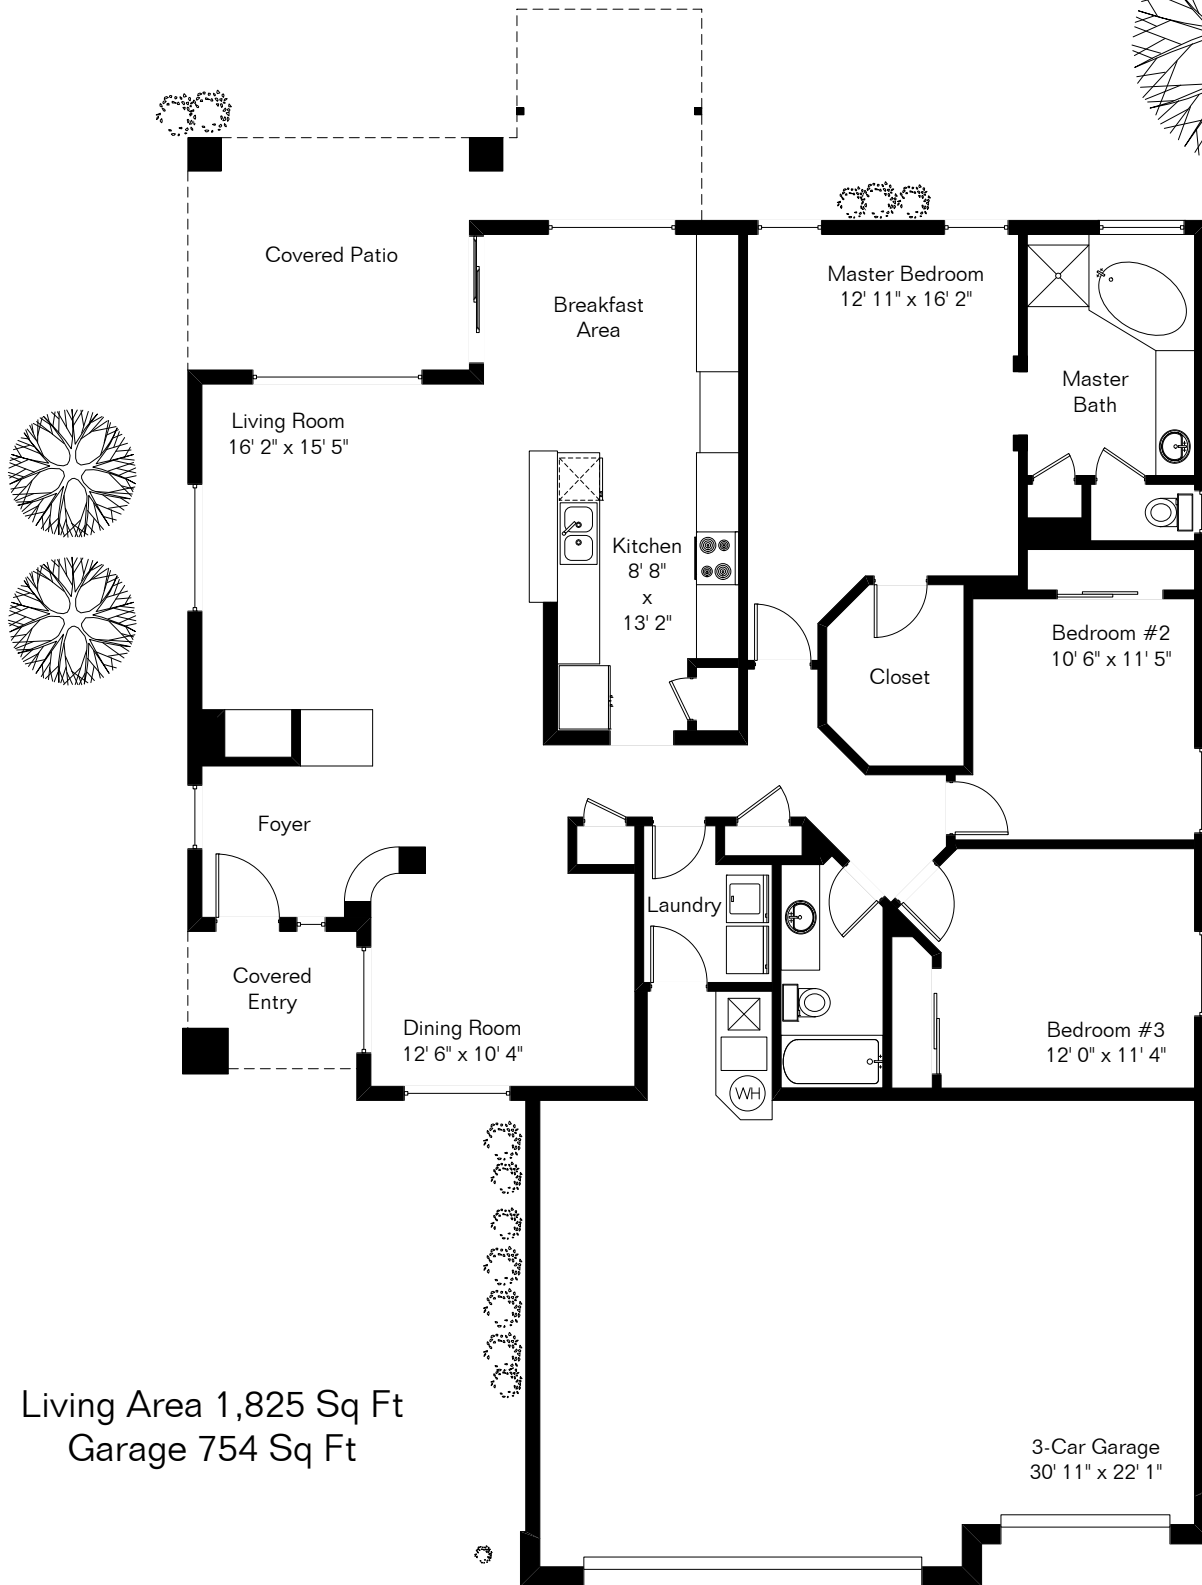 Covered Patio
Master Bedroom
12' 11" x 16' 2"
Breakfast
Area
Master
Bath
Living Room
16' 2" x 15' 5"
Kitchen
8' 8"
x
13' 2"
Bedroom #2
10' 6" x 11' 5"
Closet
Foyer
Laundry
Covered
Entry
Dining Room
12' 6" x 10' 4"
Bedroom #3
12' 0" x 11' 4"
WH
Living Area 1,825 Sq Ft
Garage 754 Sq Ft
3-Car Garage
30' 11" x 22' 1"